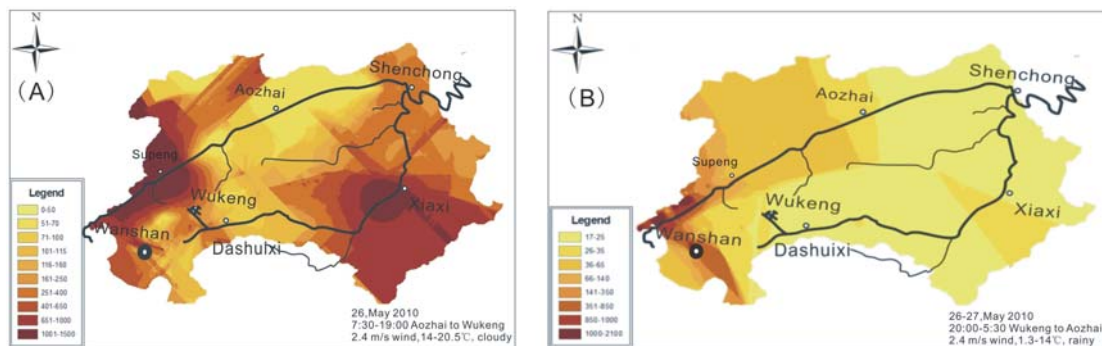 (A)
Shenchong
Aozhai
Supeng
Wukeng
Xiaxi
Wanshan
Dashuixi
Legend
0-50
51-70
71-100
101-115
116-160
161-250
251-400
401-650
651-1000
1001-1500
26,May 2010
7:30-19:00 Aozhai to Wukeng
2.4 m/s wind,14-20.5℃, cloudy
(B)
Shenchong
Aozhai
Supeng
Wukeng
Xiaxi
Wanshan
Dashuixi
Legend
17-25
26-35
36-65
66-140
141-350
351-850
850-1000
1000-2100
26-27,May 2010
20:00-5:30 Wukeng to Aozhai
2.4 m/s wind,1.3-14℃, rainy